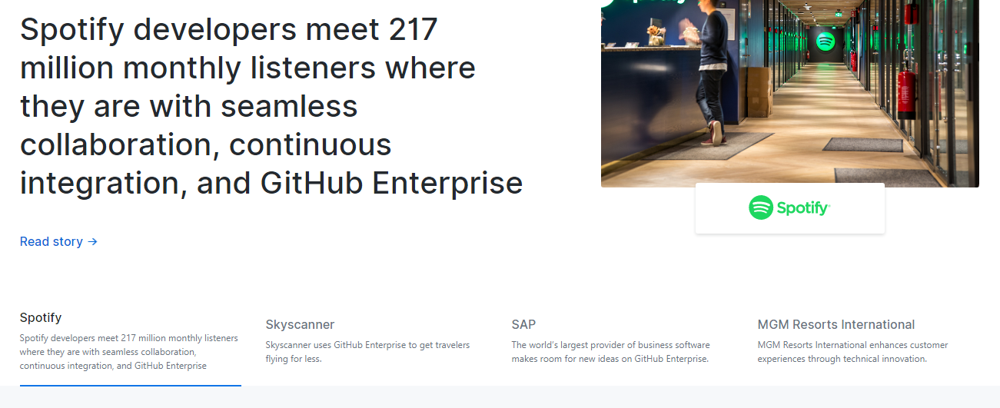 Spotify developers meet 217
million monthly listeners where
they are with seamless
collaboration, continuous
integration, and GitHub Enterprise
Read story →
Spotify
Spotify
Spotify developers meet 217 million monthly listeners
where they are with seamless collaboration,
continuous integration, and GitHub Enterprise
Skyscanner
Skyscanner uses GitHub Enterprise to get travelers
flying for less.
SAP
The world's largest provider of business software
makes room for new ideas on GitHub Enterprise.
MGM Resorts International
MGM Resorts International enhances customer
experiences through technical innovation.